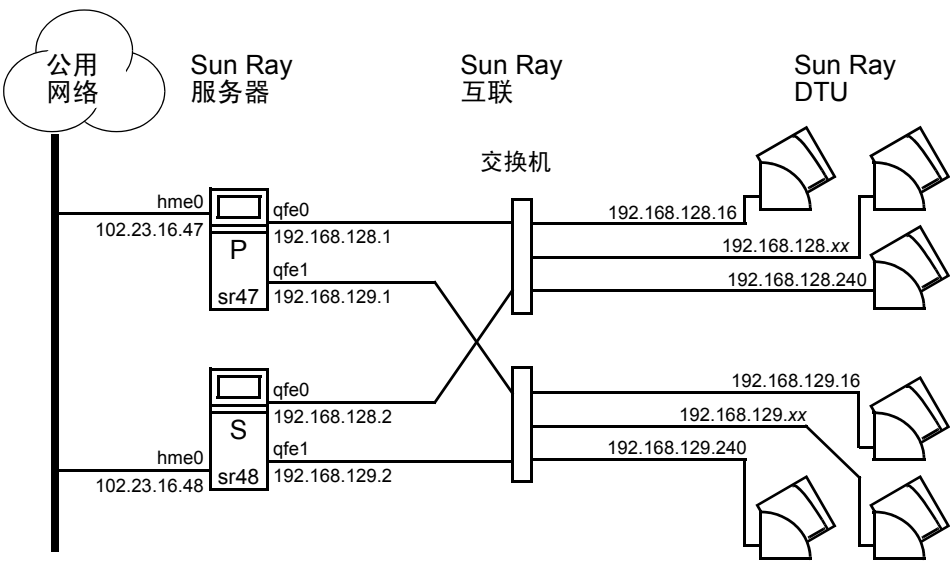 公用
网络
Sun Ray
服务器
Sun Ray
互联
Sun Ray
DTU
交换机
hme0
102.23.16.47
P
sr47
qfe0
192.168.128.1
qfe1
192.168.129.1
192.168.128.16
192.168.128.xx
192.168.128.240
hme0
102.23.16.48
S
sr48
qfe0
192.168.128.2
qfe1
192.168.129.2
192.168.129.16
192.168.129.xx
192.168.129.240